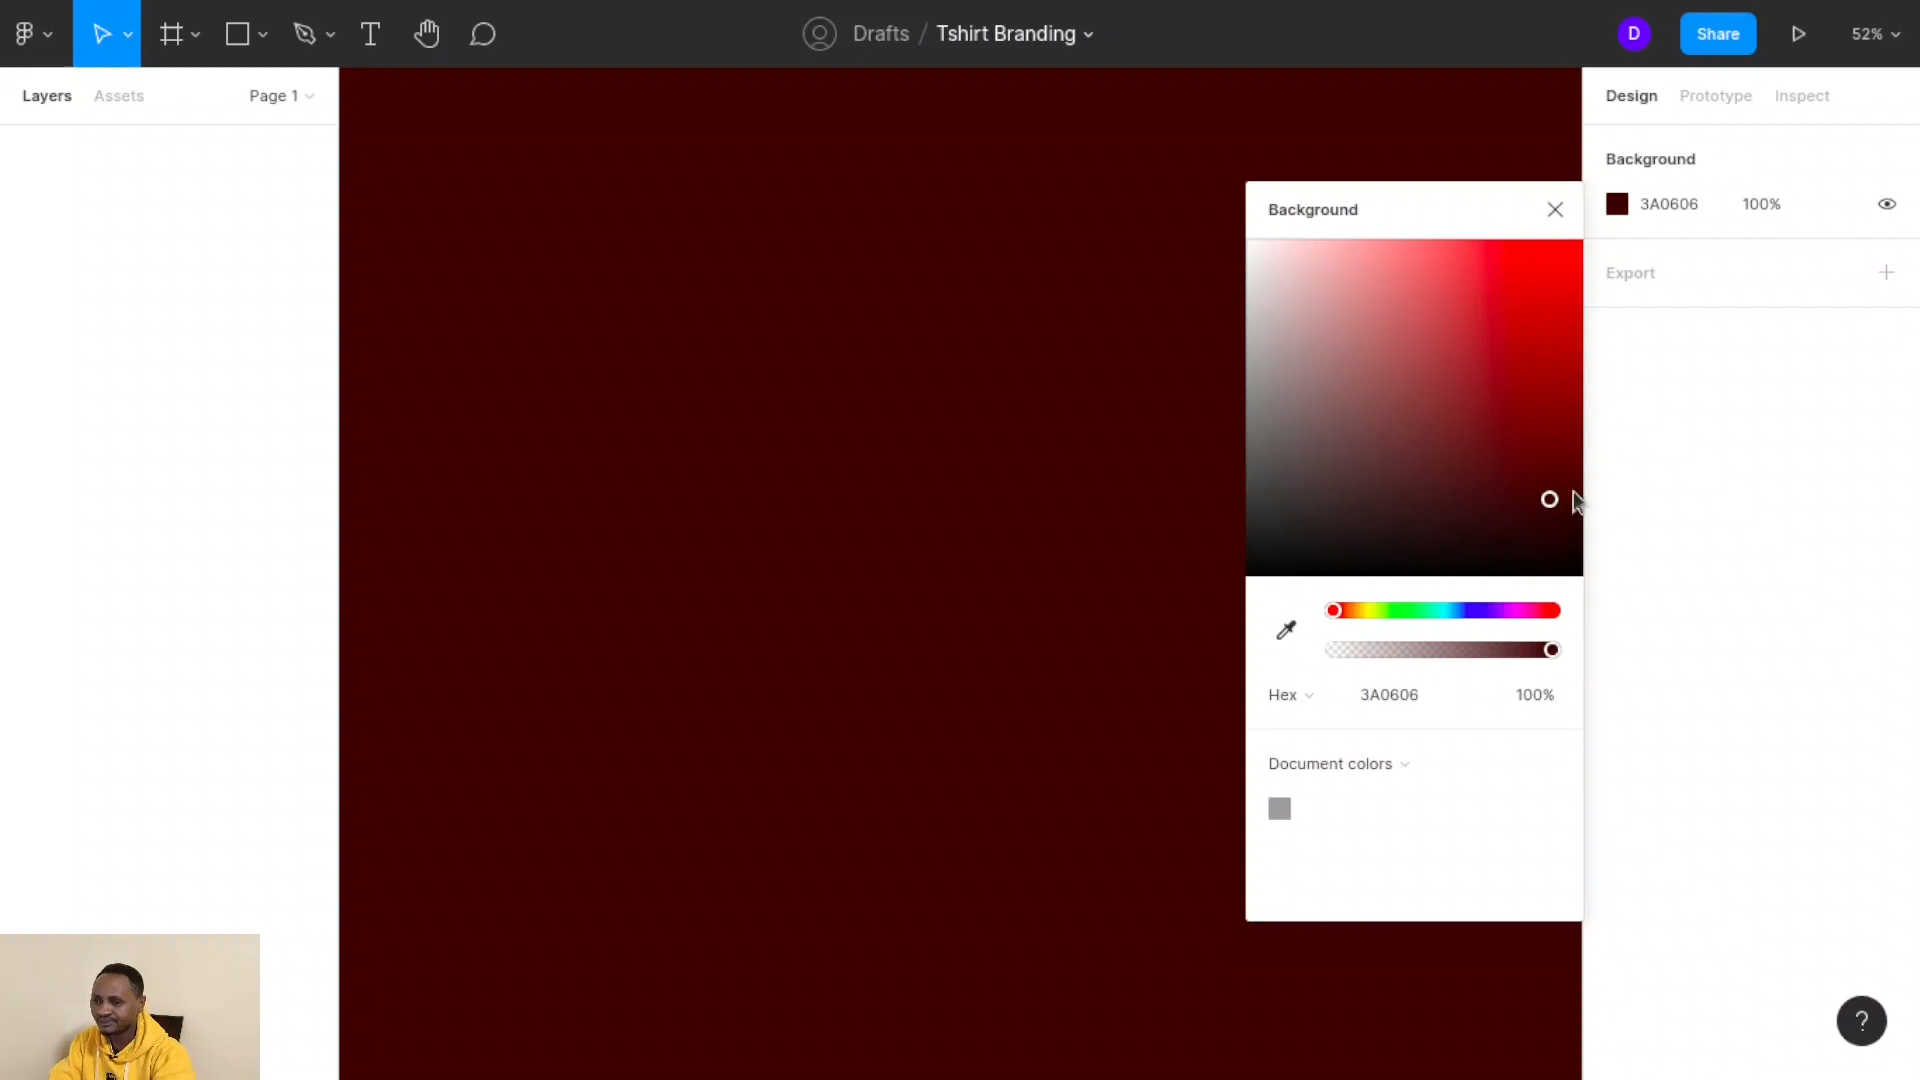 Drafts / Tshirt Branding
D
Share
52%
Layers
Assets
Page 1
Design
Prototype
Inspect
Background
3A0606
100%
Export
Background
Hex
3A0606
100%
Document colors
?